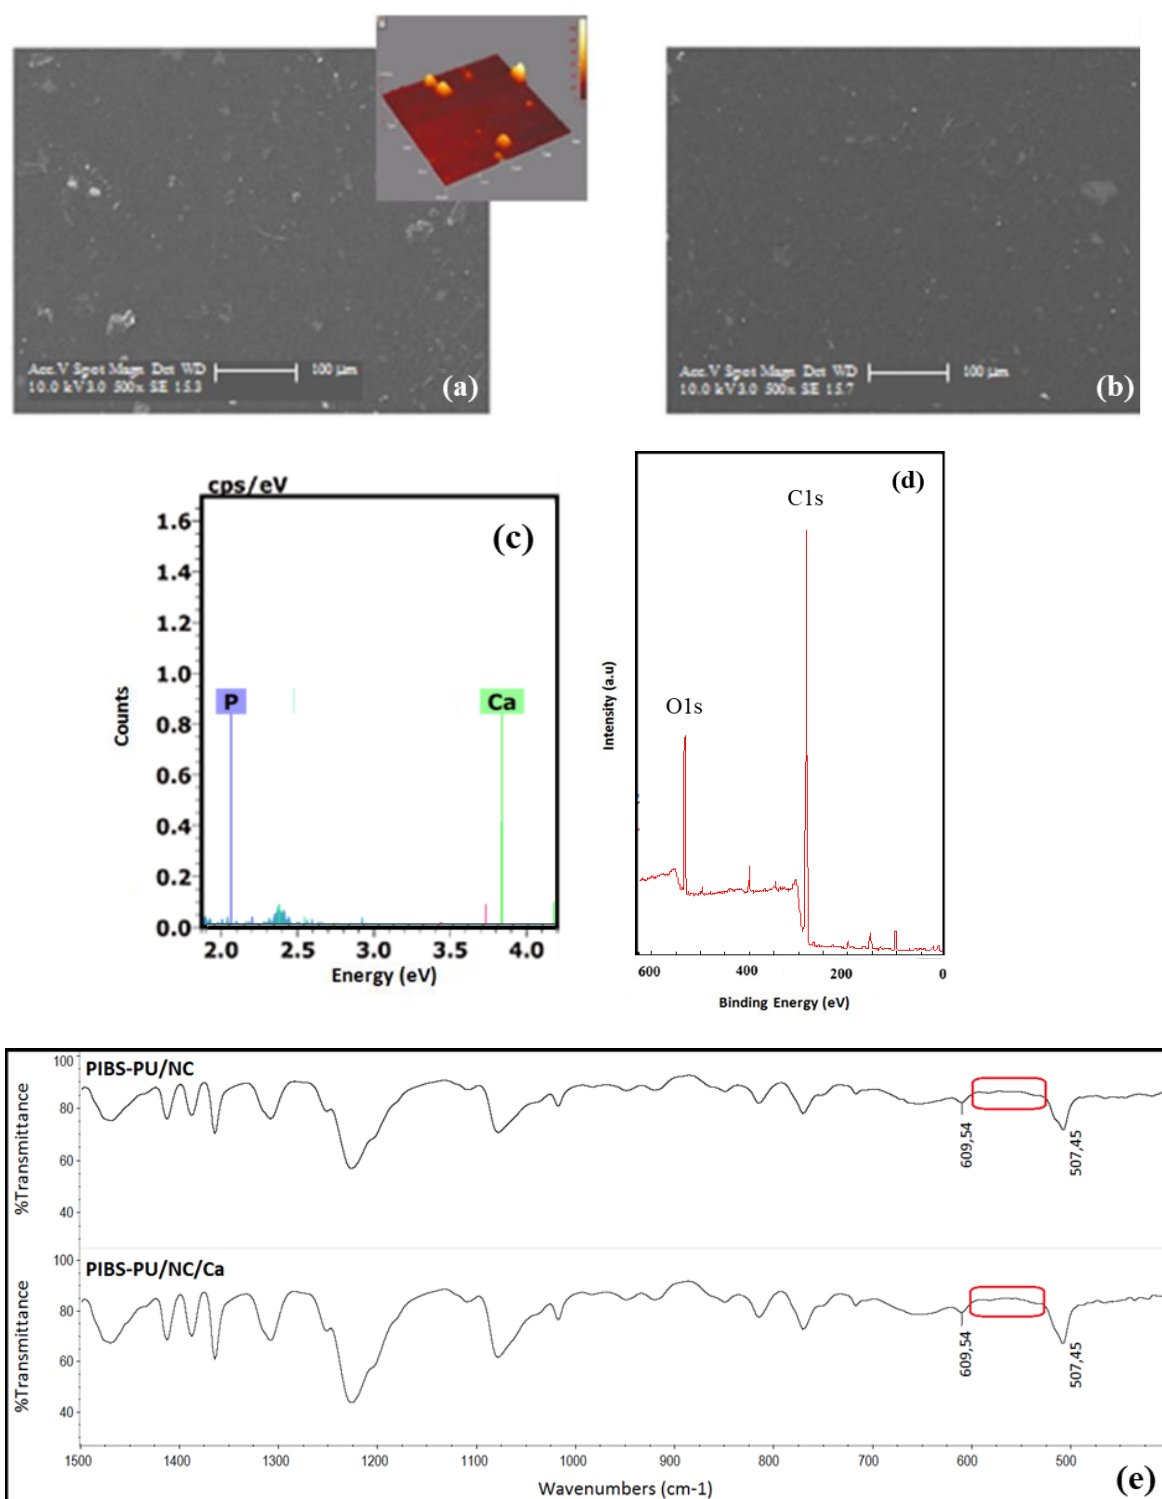 Acc.V Spot Magn Det WD 100 µm
10.0 kV 3.0 500x SE 15.3
(a)
Acc.V Spot Magn Det WD 100 µm
10.0 kV 3.0 500x SE 15.7
(b)
cps/eV
(c)
1.6
1.4
1.2
1.0
0.8
0.6
0.4
0.2
0.0
P
Ca
Counts
2.0 2.5 3.0 3.5 4.0
Energy (eV)
(d)
C1s
O1s
Intensity (a.u)
600 400 200 0
Binding Energy (eV)
PIBS-PU/NC
%Transmittance
100
80
60
40
609,54
507,45
PIBS-PU/NC/Ca
%Transmittance
100
80
60
40
609,54
507,45
1500 1400 1300 1200 1100 1000 900 800 700 600 500
Wavenumbers (cm-1)
(e)